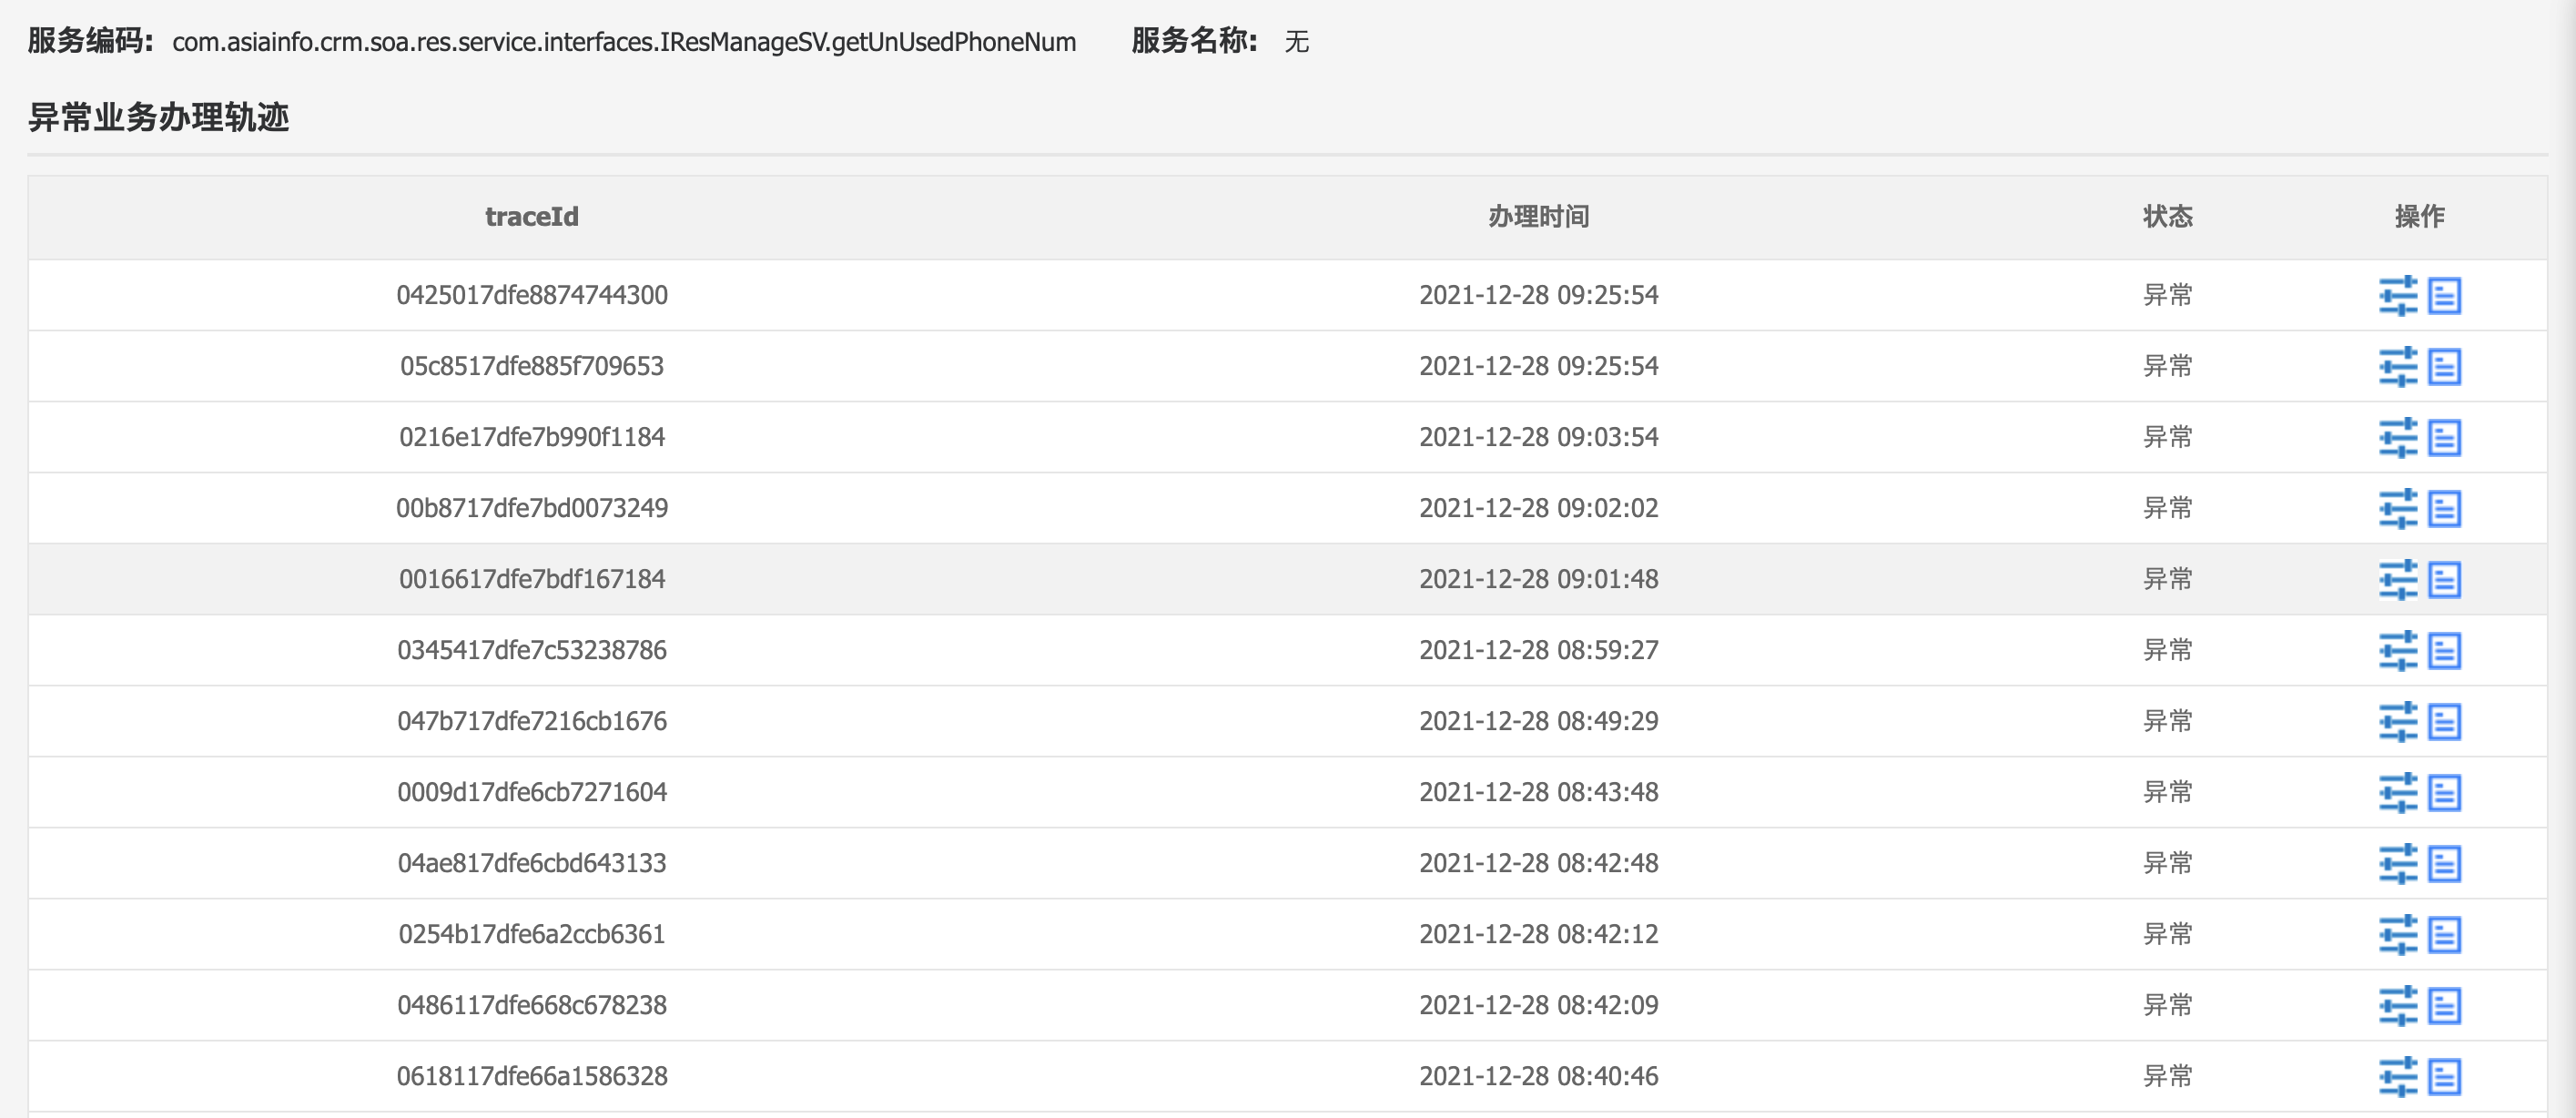 服务编码: com.asiainfo.crm.soa.res.service.interfaces.IResManageSV.getUnUsedPhoneNum 服务名称: 无
异常业务办理轨迹
traceId 办理时间 状态 操作
0425017dfe8874744300 2021-12-28 09:25:54 异常
05c8517dfe885f709653 2021-12-28 09:25:54 异常
0216e17dfe7b990f1184 2021-12-28 09:03:54 异常
00b8717dfe7bd0073249 2021-12-28 09:02:02 异常
0016617dfe7bdf167184 2021-12-28 09:01:48 异常
0345417dfe7c53238786 2021-12-28 08:59:27 异常
047b717dfe7216cb1676 2021-12-28 08:49:29 异常
0009d17dfe6cb7271604 2021-12-28 08:43:48 异常
04ae817dfe6cbd643133 2021-12-28 08:42:48 异常
0254b17dfe6a2ccb6361 2021-12-28 08:42:12 异常
0486117dfe668c678238 2021-12-28 08:42:09 异常
0618117dfe66a1586328 2021-12-28 08:40:46 异常